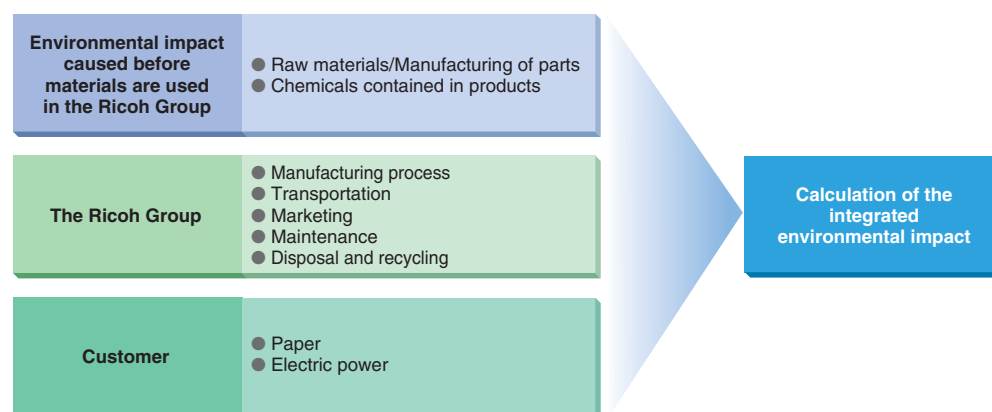 Environmental impact
caused before
materials are used
in the Ricoh Group
● Raw materials/Manufacturing of parts
● Chemicals contained in products
The Ricoh Group
● Manufacturing process
● Transportation
● Marketing
● Maintenance
● Disposal and recycling
Customer
● Paper
● Electric power
Calculation of the
integrated
environmental impact